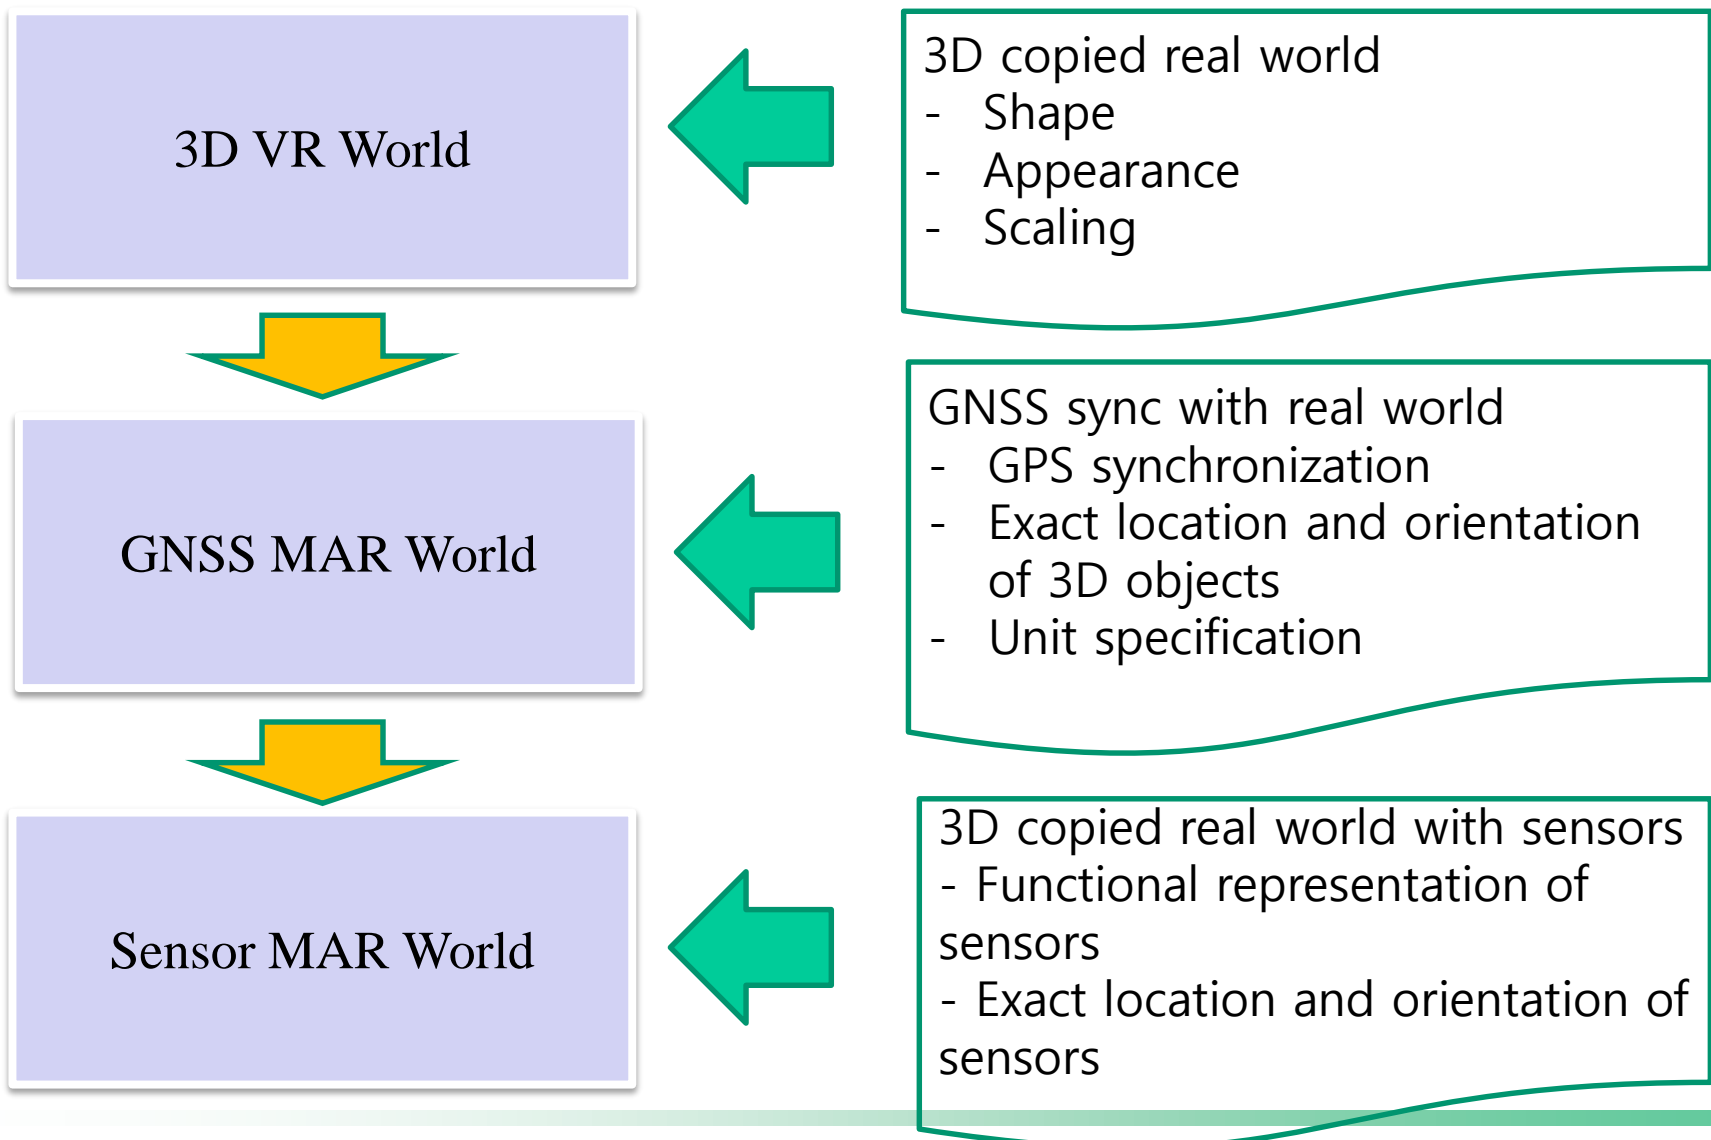 3D VR World
3D copied real world
- Shape
- Appearance
- Scaling
GNSS MAR World
GNSS sync with real world
- GPS synchronization
- Exact location and orientation
of 3D objects
- Unit specification
Sensor MAR World
3D copied real world with sensors
- Functional representation of
sensors
- Exact location and orientation of
sensors